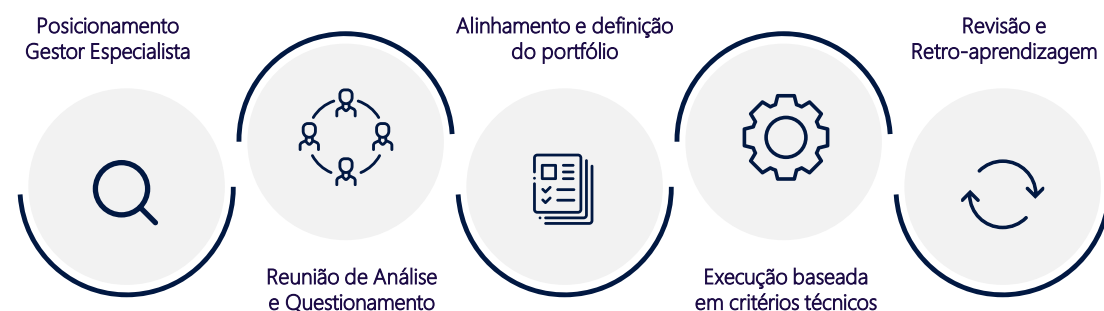 Posicionamento
Gestor Especialista
Reunião de Análise
e Questionamento
Alinhamento e definição
do portfólio
Execução baseada
em critérios técnicos
Revisão e
Retro-aprendizagem